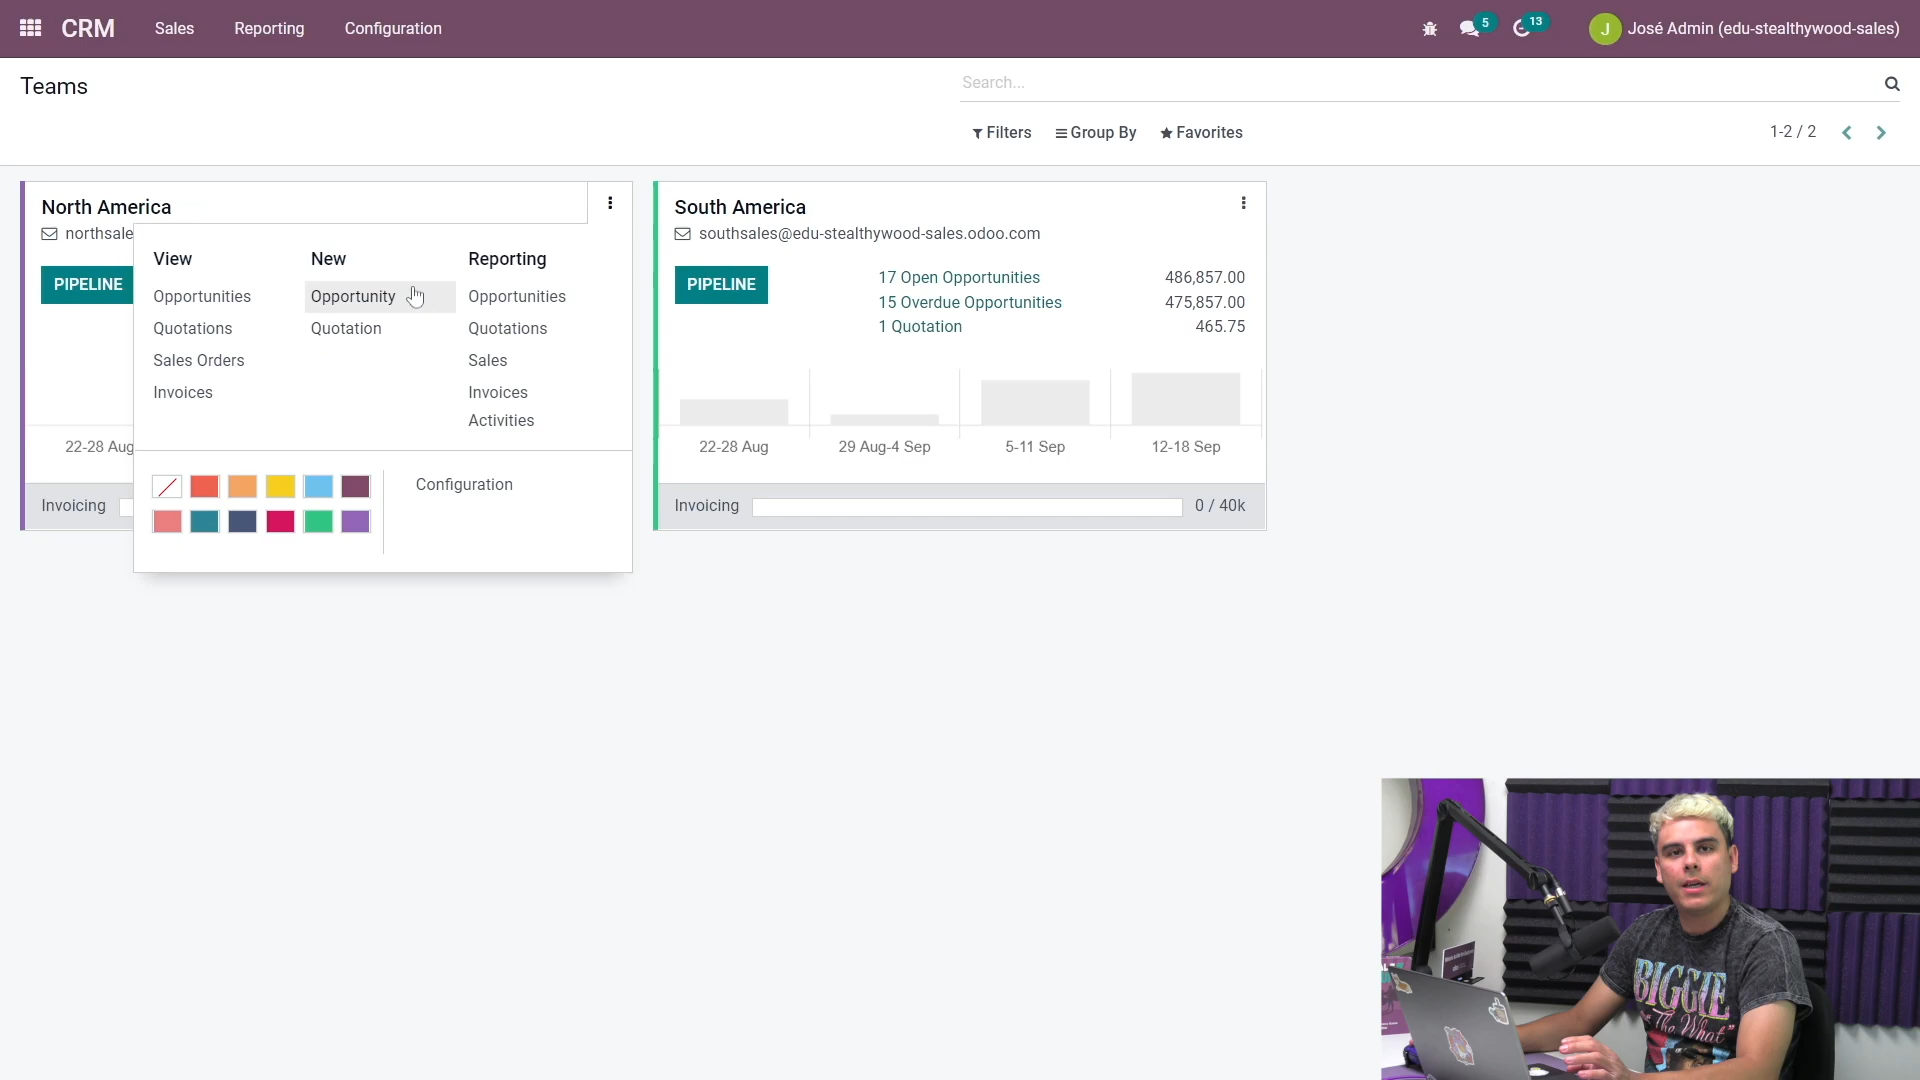 CRM Sales Reporting Configuration 5 13 J José Admin (edu-stealthywood-sales)
Teams
Search...
Filters Group By Favorites 1-2 / 2
North America
northsale
PIPELINE
22-28 Aug
Invoicing
View
Opportunities
Quotations
Sales Orders
Invoices
New
Opportunity
Quotation
Reporting
Opportunities
Quotations
Sales
Invoices
Activities
Configuration
South America
southsales@edu-stealthywood-sales.odoo.com
PIPELINE
17 Open Opportunities 486,857.00
15 Overdue Opportunities 475,857.00
1 Quotation 465.75
22-28 Aug 29 Aug-4 Sep 5-11 Sep 12-18 Sep
Invoicing 0 / 40k
BIGGIE
"The What"